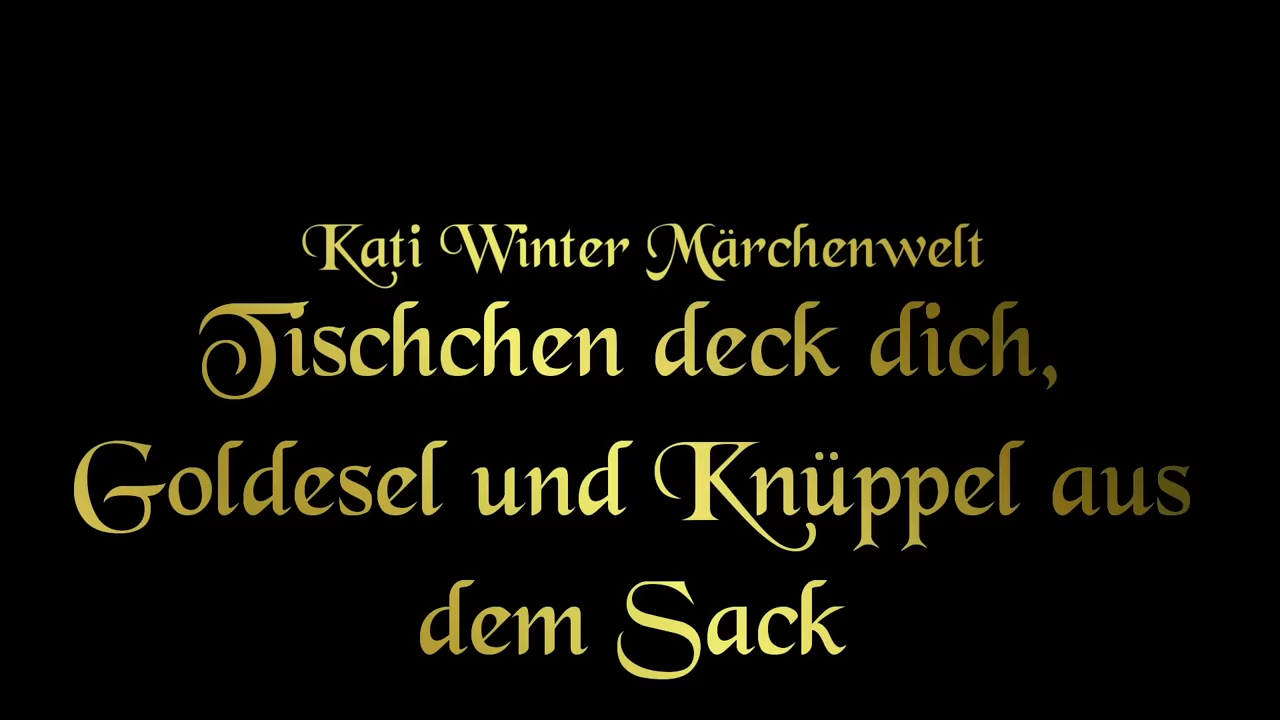 Kati Winter Märchenwelt
Tischchen deck dich,
Goldesel und Knüppel aus
dem Sack